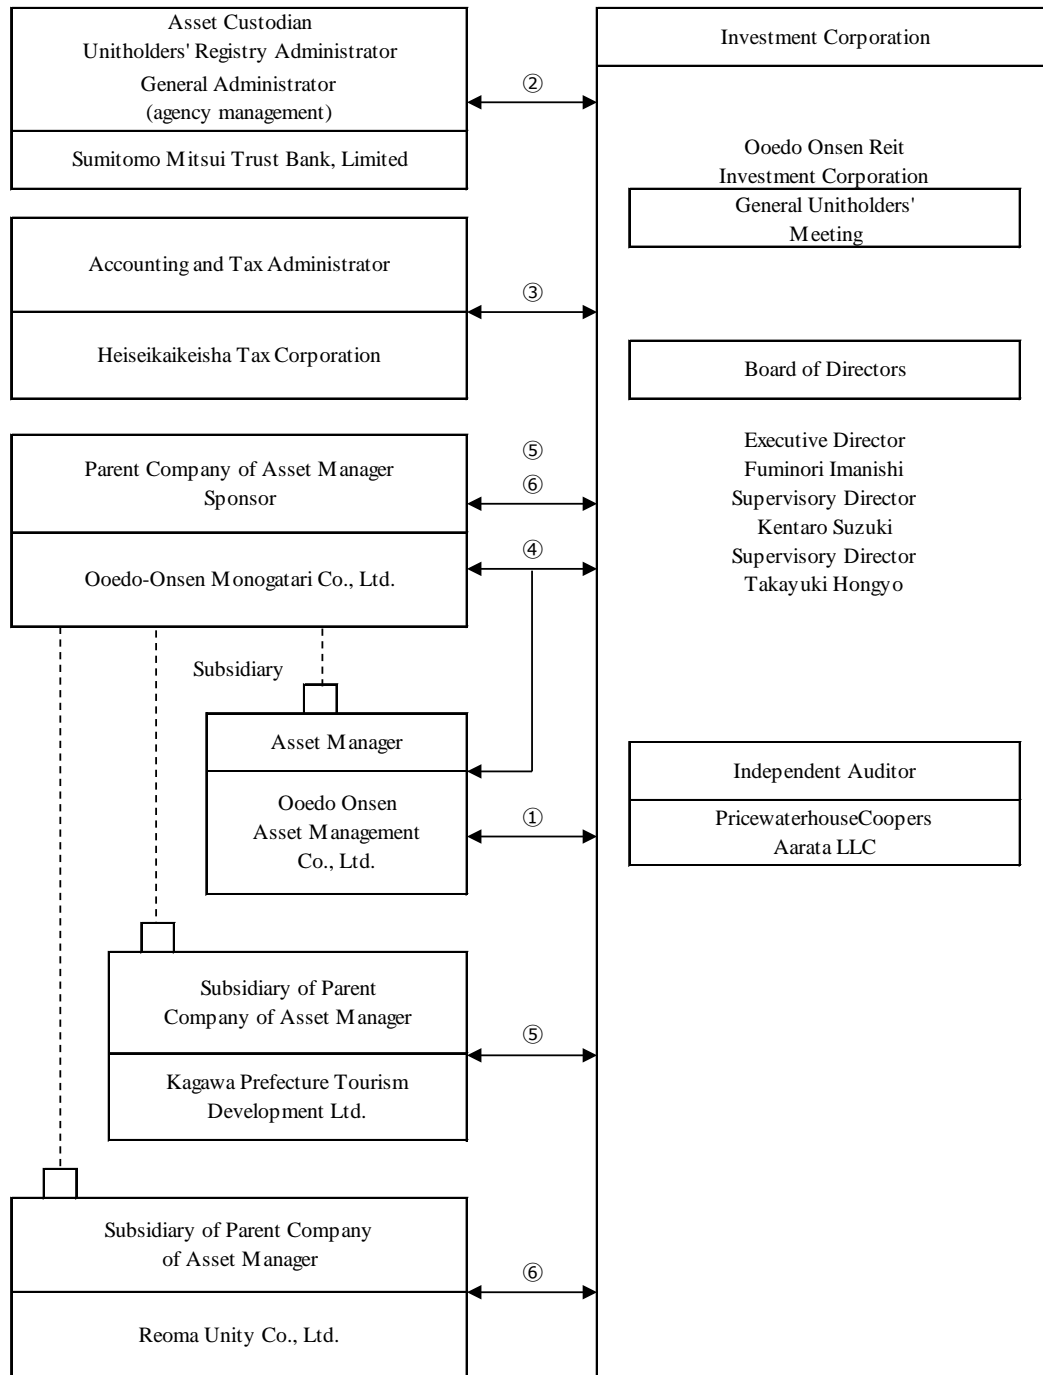 Asset Custodian
Unitholders' Registry Administrator
General Administrator
(agency management)
Sumitomo Mitsui Trust Bank, Limited
②
Investment Corporation
Ooedo Onsen Reit
Investment Corporation
General Unitholders'
Meeting
Accounting and Tax Administrator
Heiseikaikeisha Tax Corporation
③
Board of Directors
Executive Director
Fuminori Imanishi
Supervisory Director
Kentaro Suzuki
Supervisory Director
Takayuki Hongyo
Parent Company of Asset Manager
Sponsor
Ooedo-Onsen Monogatari Co., Ltd.
⑤
⑥
④
Subsidiary
Asset Manager
Ooedo Onsen
Asset Management
Co., Ltd.
①
Independent Auditor
PricewaterhouseCoopers
Aarata LLC
Subsidiary of Parent
Company of Asset Manager
Kagawa Prefecture Tourism
Development Ltd.
⑤
Subsidiary of Parent Company
of Asset Manager
Reoma Unity Co., Ltd.
⑥